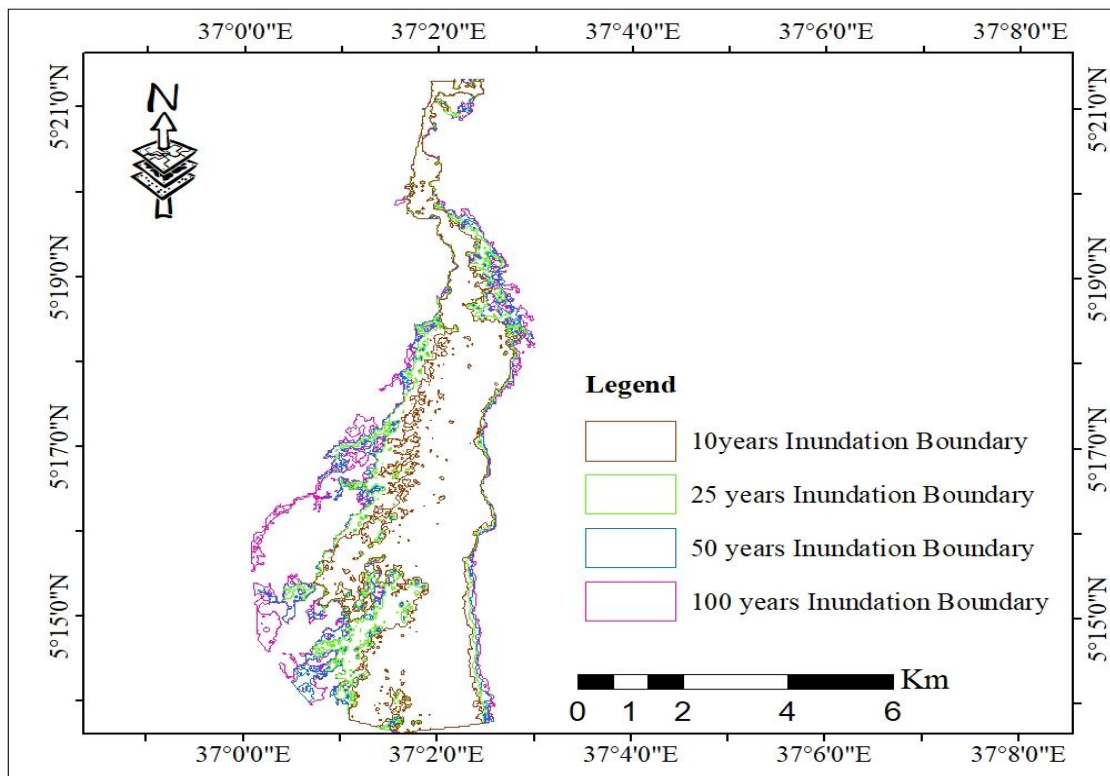 37°0'0"E 37°2'0"E 37°4'0"E 37°6'0"E 37°8'0"E
N
5°21'0"N 5°21'0"N
5°19'0"N 5°19'0"N
Legend
10years Inundation Boundary
5°17'0"N 5°17'0"N
25 years Inundation Boundary
50 years Inundation Boundary
100 years Inundation Boundary
5°15'0"N 5°15'0"N
Km
0 1 2 4 6
37°0'0"E 37°2'0"E 37°4'0"E 37°6'0"E 37°8'0"E